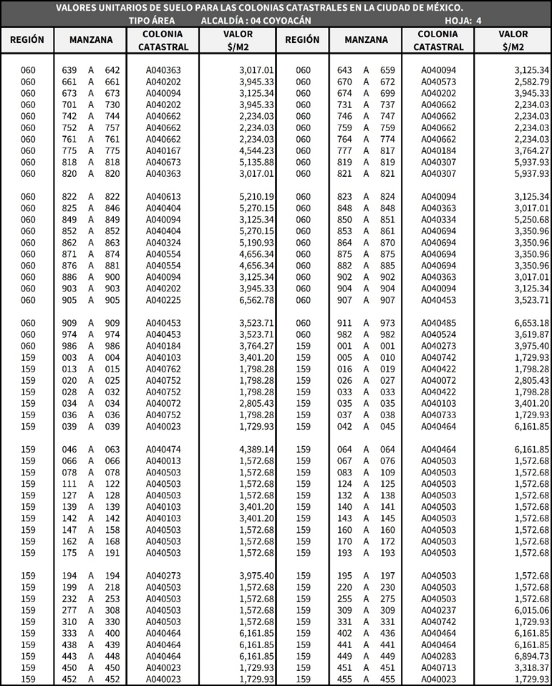 VALORES UNITARIOS DE SUELO PARA LAS COLONIAS CATASTRALES EN LA CIUDAD DE MÉXICO.
TIPO ÁREA ALCALDÍA : 04 COYOACÁN HOJA: 4
REGIÓN MANZANA COLONIA CATASTRAL VALOR $/M2 REGIÓN MANZANA COLONIA CATASTRAL VALOR $/M2
060 639 A 642 A040363 3,017.01 060 643 A 659 A040094 3,125.34
060 661 A 661 A040202 3,945.33 060 670 A 672 A040573 2,582.79
060 673 A 673 A040094 3,125.34 060 674 A 699 A040202 3,945.33
060 701 A 730 A040202 3,945.33 060 731 A 737 A040662 2,234.03
060 742 A 744 A040662 2,234.03 060 746 A 747 A040662 2,234.03
060 752 A 757 A040662 2,234.03 060 759 A 759 A040662 2,234.03
060 761 A 761 A040662 2,234.03 060 764 A 774 A040662 2,234.03
060 775 A 775 A040167 4,544.23 060 777 A 817 A040184 3,764.27
060 818 A 818 A040673 5,135.88 060 819 A 819 A040307 5,937.93
060 820 A 820 A040363 3,017.01 060 821 A 821 A040307 5,937.93
060 822 A 822 A040613 5,210.19 060 823 A 824 A040094 3,125.34
060 825 A 846 A040404 5,270.15 060 848 A 848 A040363 3,017.01
060 849 A 849 A040094 3,125.34 060 850 A 851 A040334 5,250.68
060 852 A 852 A040404 5,270.15 060 853 A 861 A040694 3,350.96
060 862 A 863 A040324 5,190.93 060 864 A 870 A040694 3,350.96
060 871 A 874 A040554 4,656.34 060 875 A 875 A040694 3,350.96
060 876 A 881 A040554 4,656.34 060 882 A 885 A040694 3,350.96
060 886 A 900 A040094 3,125.34 060 902 A 902 A040363 3,017.01
060 903 A 903 A040202 3,945.33 060 904 A 904 A040094 3,125.34
060 905 A 905 A040225 6,562.78 060 907 A 907 A040453 3,523.71
060 909 A 909 A040453 3,523.71 060 911 A 973 A040485 6,653.18
060 974 A 974 A040453 3,523.71 060 982 A 982 A040524 3,619.87
060 986 A 986 A040184 3,764.27 159 001 A 001 A040273 3,975.40
159 003 A 004 A040103 3,401.20 159 005 A 010 A040742 1,729.93
159 013 A 015 A040762 1,798.28 159 016 A 019 A040422 1,798.28
159 020 A 025 A040752 1,798.28 159 026 A 027 A040072 2,805.43
159 028 A 032 A040752 1,798.28 159 033 A 033 A040422 1,798.28
159 034 A 034 A040072 2,805.43 159 035 A 035 A040103 3,401.20
159 036 A 036 A040752 1,798.28 159 037 A 038 A040733 1,729.93
159 039 A 039 A040023 1,729.93 159 042 A 045 A040464 6,161.85
159 046 A 063 A040474 4,389.14 159 064 A 064 A040464 6,161.85
159 066 A 066 A040013 1,572.68 159 067 A 076 A040503 1,572.68
159 078 A 078 A040503 1,572.68 159 083 A 109 A040503 1,572.68
159 111 A 122 A040503 1,572.68 159 124 A 125 A040503 1,572.68
159 127 A 128 A040503 1,572.68 159 132 A 138 A040503 1,572.68
159 139 A 139 A040103 3,401.20 159 140 A 141 A040503 1,572.68
159 142 A 142 A040103 3,401.20 159 143 A 145 A040503 1,572.68
159 147 A 158 A040503 1,572.68 159 160 A 160 A040503 1,572.68
159 162 A 168 A040503 1,572.68 159 170 A 172 A040503 1,572.68
159 175 A 191 A040503 1,572.68 159 193 A 193 A040503 1,572.68
159 194 A 194 A040273 3,975.40 159 195 A 197 A040503 1,572.68
159 199 A 218 A040503 1,572.68 159 220 A 230 A040503 1,572.68
159 232 A 253 A040503 1,572.68 159 255 A 275 A040503 1,572.68
159 277 A 308 A040503 1,572.68 159 309 A 309 A040237 6,015.06
159 310 A 330 A040503 1,572.68 159 331 A 331 A040742 1,729.93
159 333 A 400 A040464 6,161.85 159 402 A 436 A040464 6,161.85
159 438 A 439 A040464 6,161.85 159 441 A 441 A040464 6,161.85
159 443 A 448 A040464 6,161.85 159 449 A 449 A040283 6,894.73
159 450 A 450 A040023 1,729.93 159 451 A 451 A040713 3,318.37
159 452 A 452 A040023 1,729.93 159 455 A 455 A040023 1,729.93